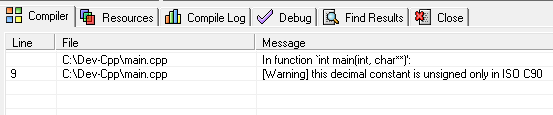 Compiler Resources Compile Log Debug Find Results Close
Line File Message
C:\Dev-Cpp\main.cpp In function `int main(int, char**)':
9 C:\Dev-Cpp\main.cpp [Warning] this decimal constant is unsigned only in ISO C90